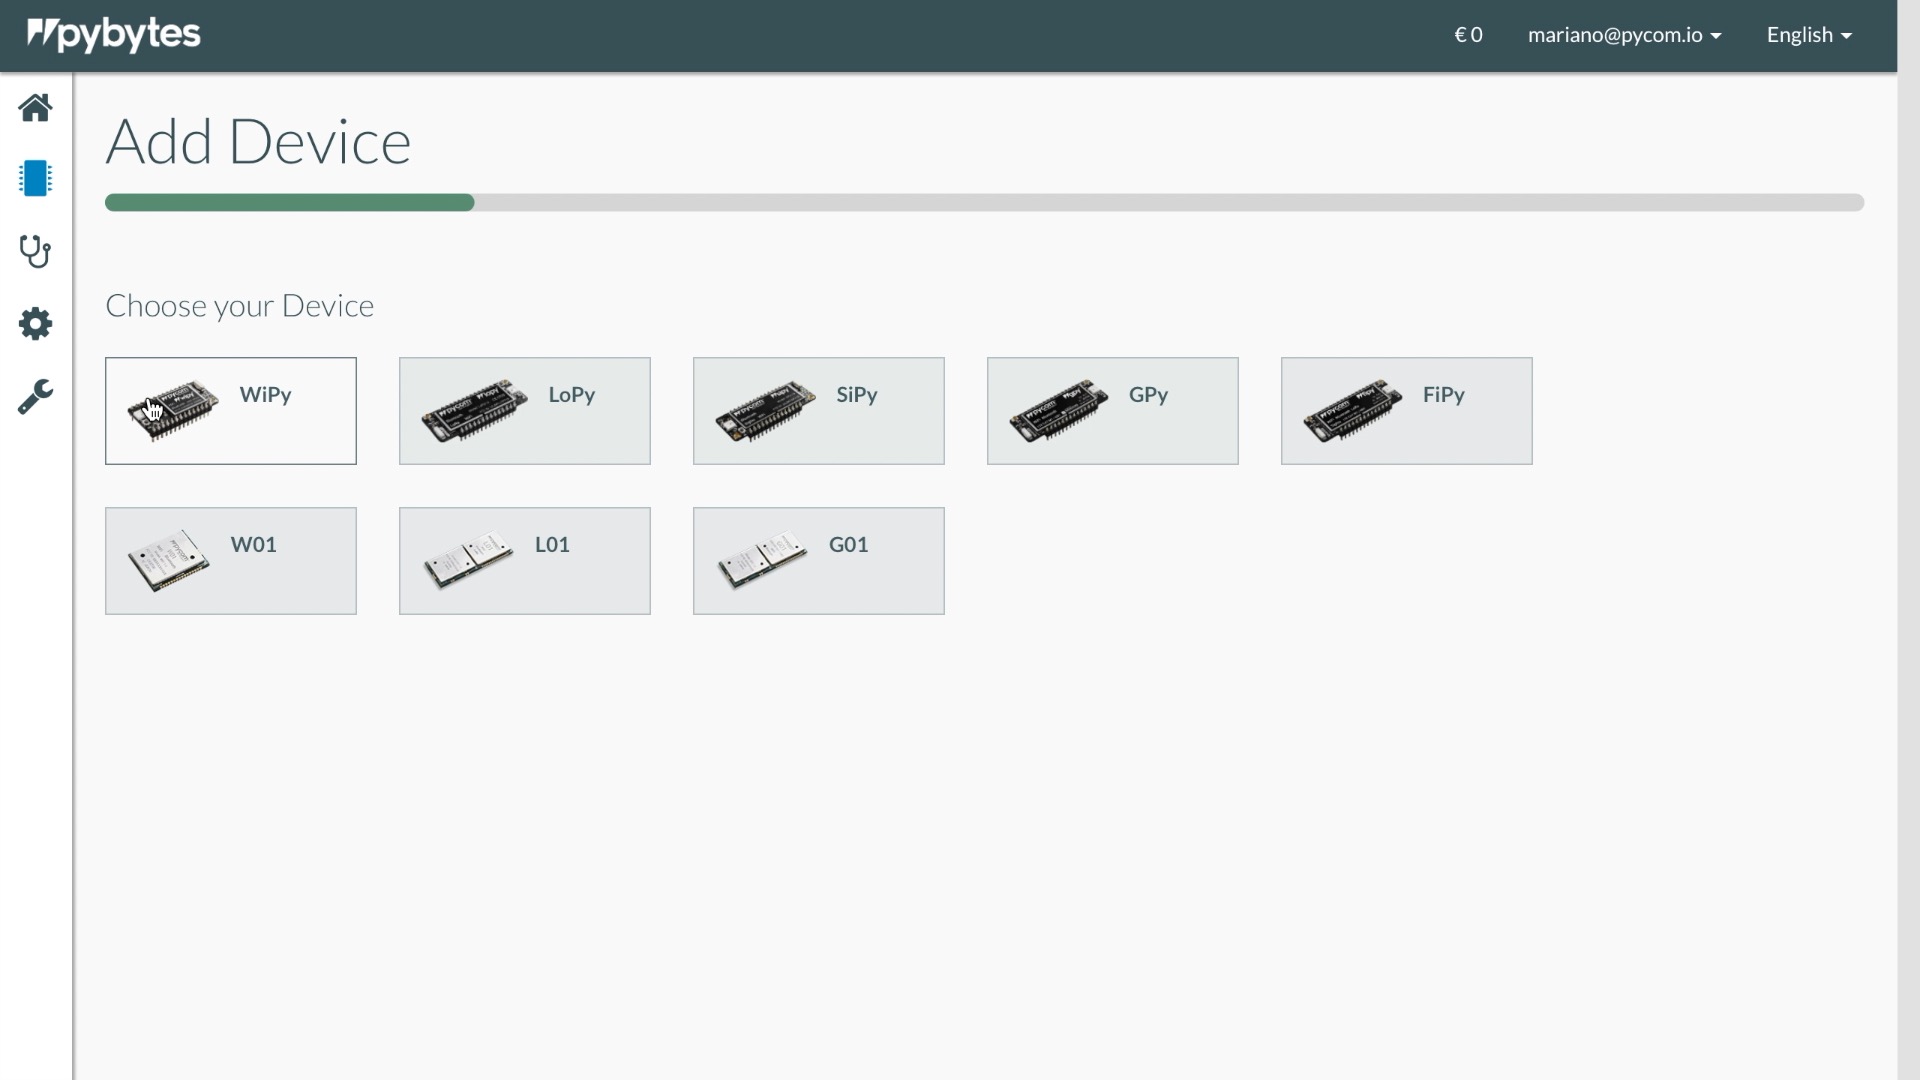 pybytes
€ 0
mariano@pycom.io
English
Add Device
Choose your Device
WiPy
LoPy
SiPy
GPy
FiPy
W01
L01
G01